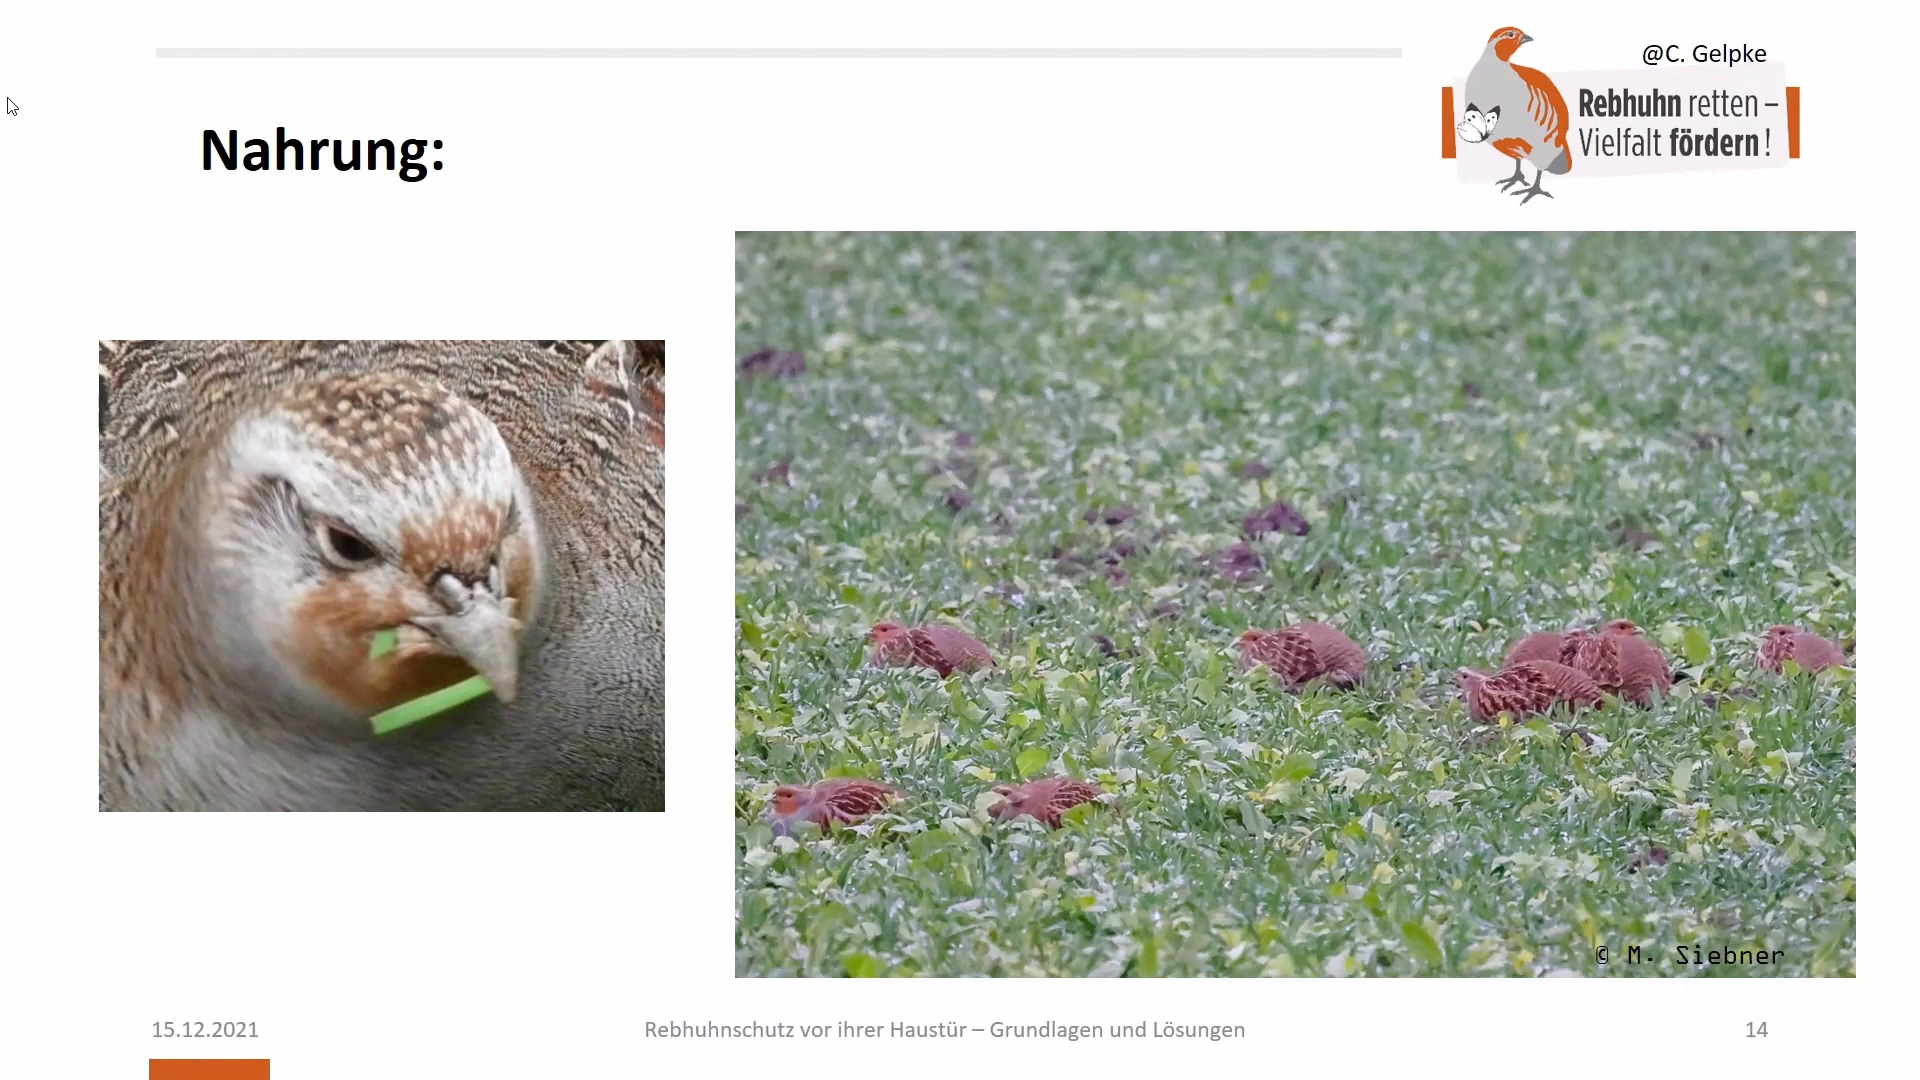 @C. Gelpke
Rebhuhn retten –
Vielfalt fördern!
Nahrung:
© M. Siebner
15.12.2021
Rebhuhnschutz vor ihrer Haustür – Grundlagen und Lösungen
14